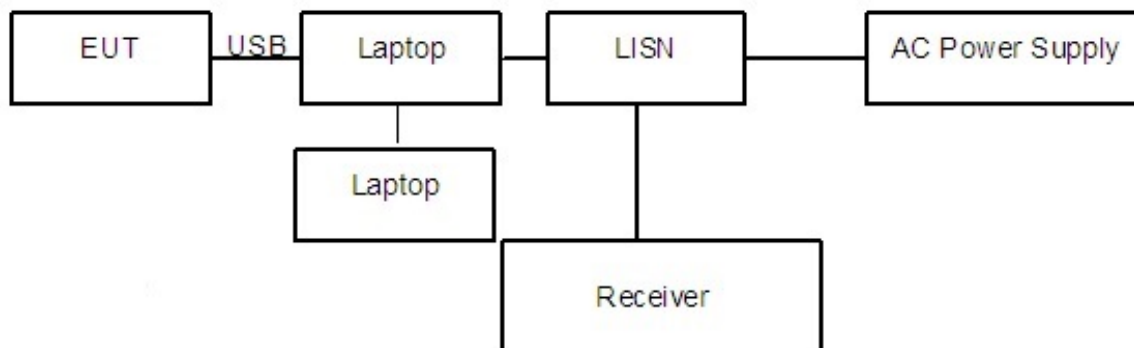 EUT
USB
Laptop
LISN
AC Power Supply
Laptop
Receiver